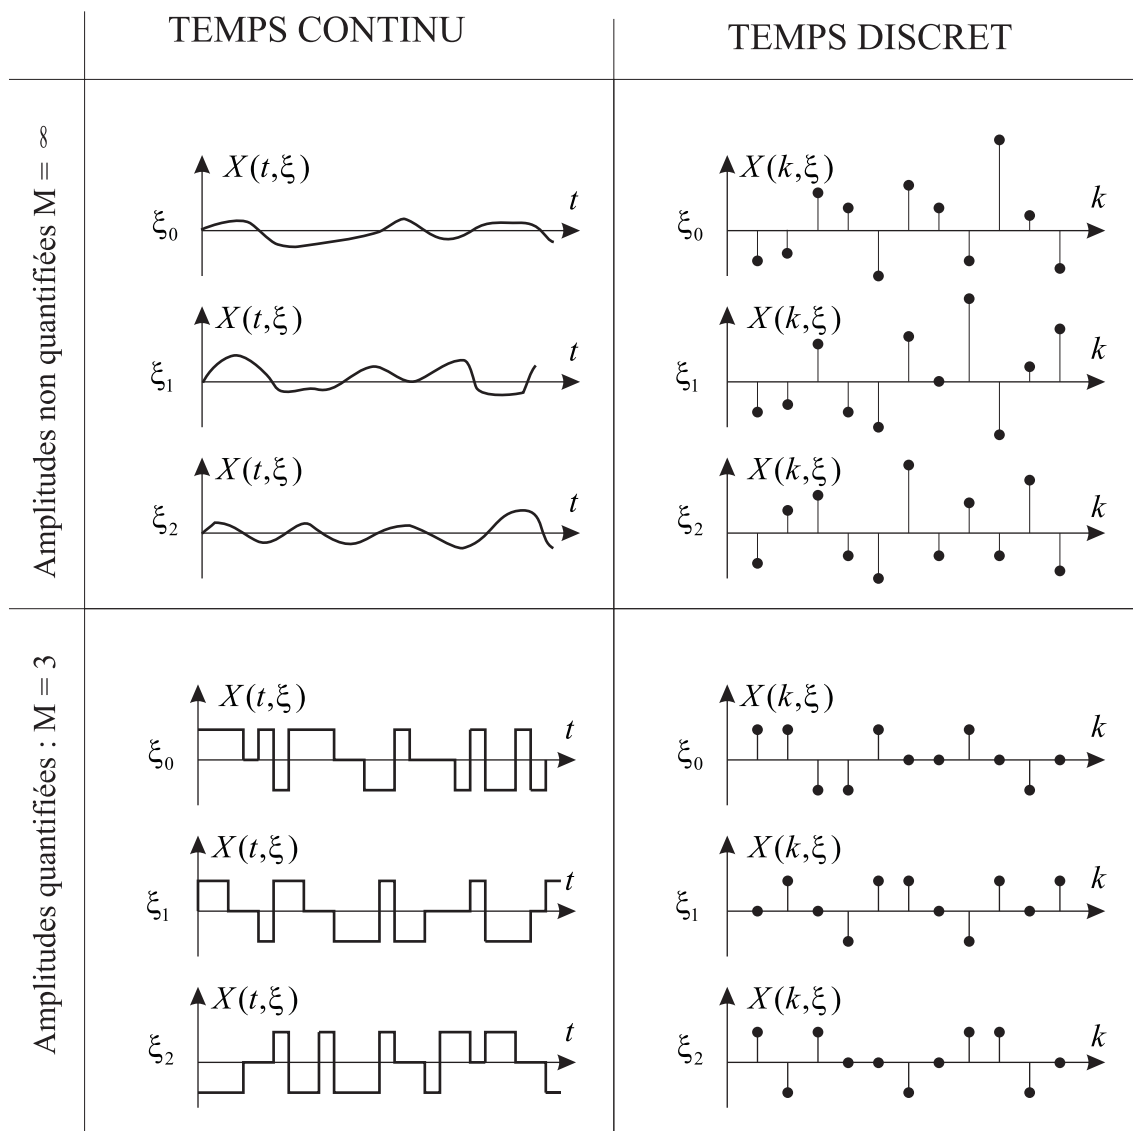 TEMPS CONTINU
TEMPS DISCRET
Amplitudes non quantifiées M = ∞
X(t,ξ)
t
ξ0
X(t,ξ)
t
ξ1
X(t,ξ)
t
ξ2
X(k,ξ)
k
ξ0
X(k,ξ)
k
ξ1
X(k,ξ)
k
ξ2
Amplitudes quantifiées : M = 3
X(t,ξ)
t
ξ0
X(t,ξ)
t
ξ1
X(t,ξ)
t
ξ2
X(k,ξ)
k
ξ0
X(k,ξ)
k
ξ1
X(k,ξ)
k
ξ2